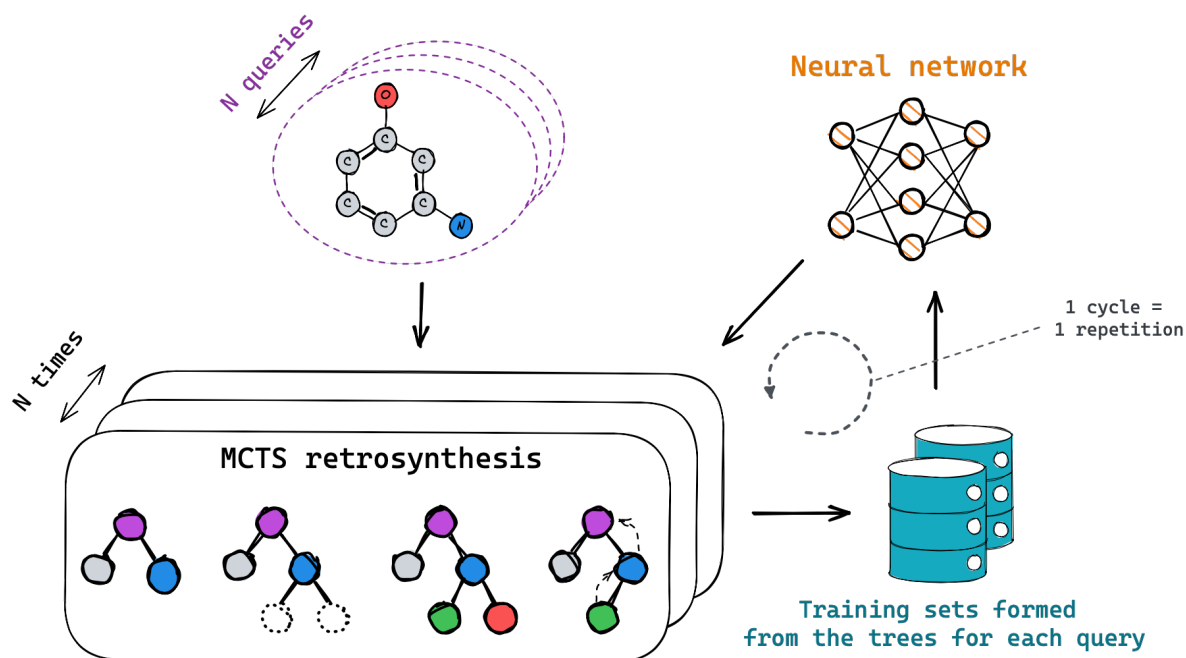 N queries
O
C
C
C
C
C
C
N
Neural network
1 cycle =
1 repetition
N times
MCTS retrosynthesis
Training sets formed
from the trees for each query